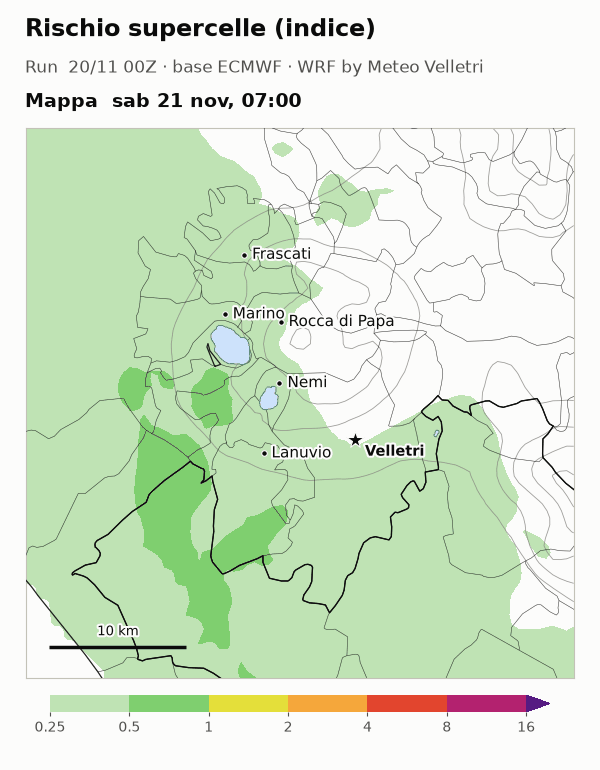 Rischio supercelle (indice)
Run  20/11 00Z · base ECMWF · WRF by Meteo Velletri
Mappa  sab 21 nov, 07:00
Frascati
Marino
Rocca di Papa
Nemi
Velletri
Lanuvio
10 km
0.25 0.5 1 2 4 8 16